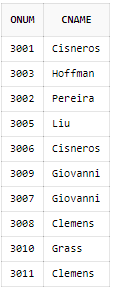 ONUM CNAME
3001 Cisneros
3003 Hoffman
3002 Pereira
3005 Liu
3006 Cisneros
3009 Giovanni
3007 Giovanni
3008 Clemens
3010 Grass
3011 Clemens